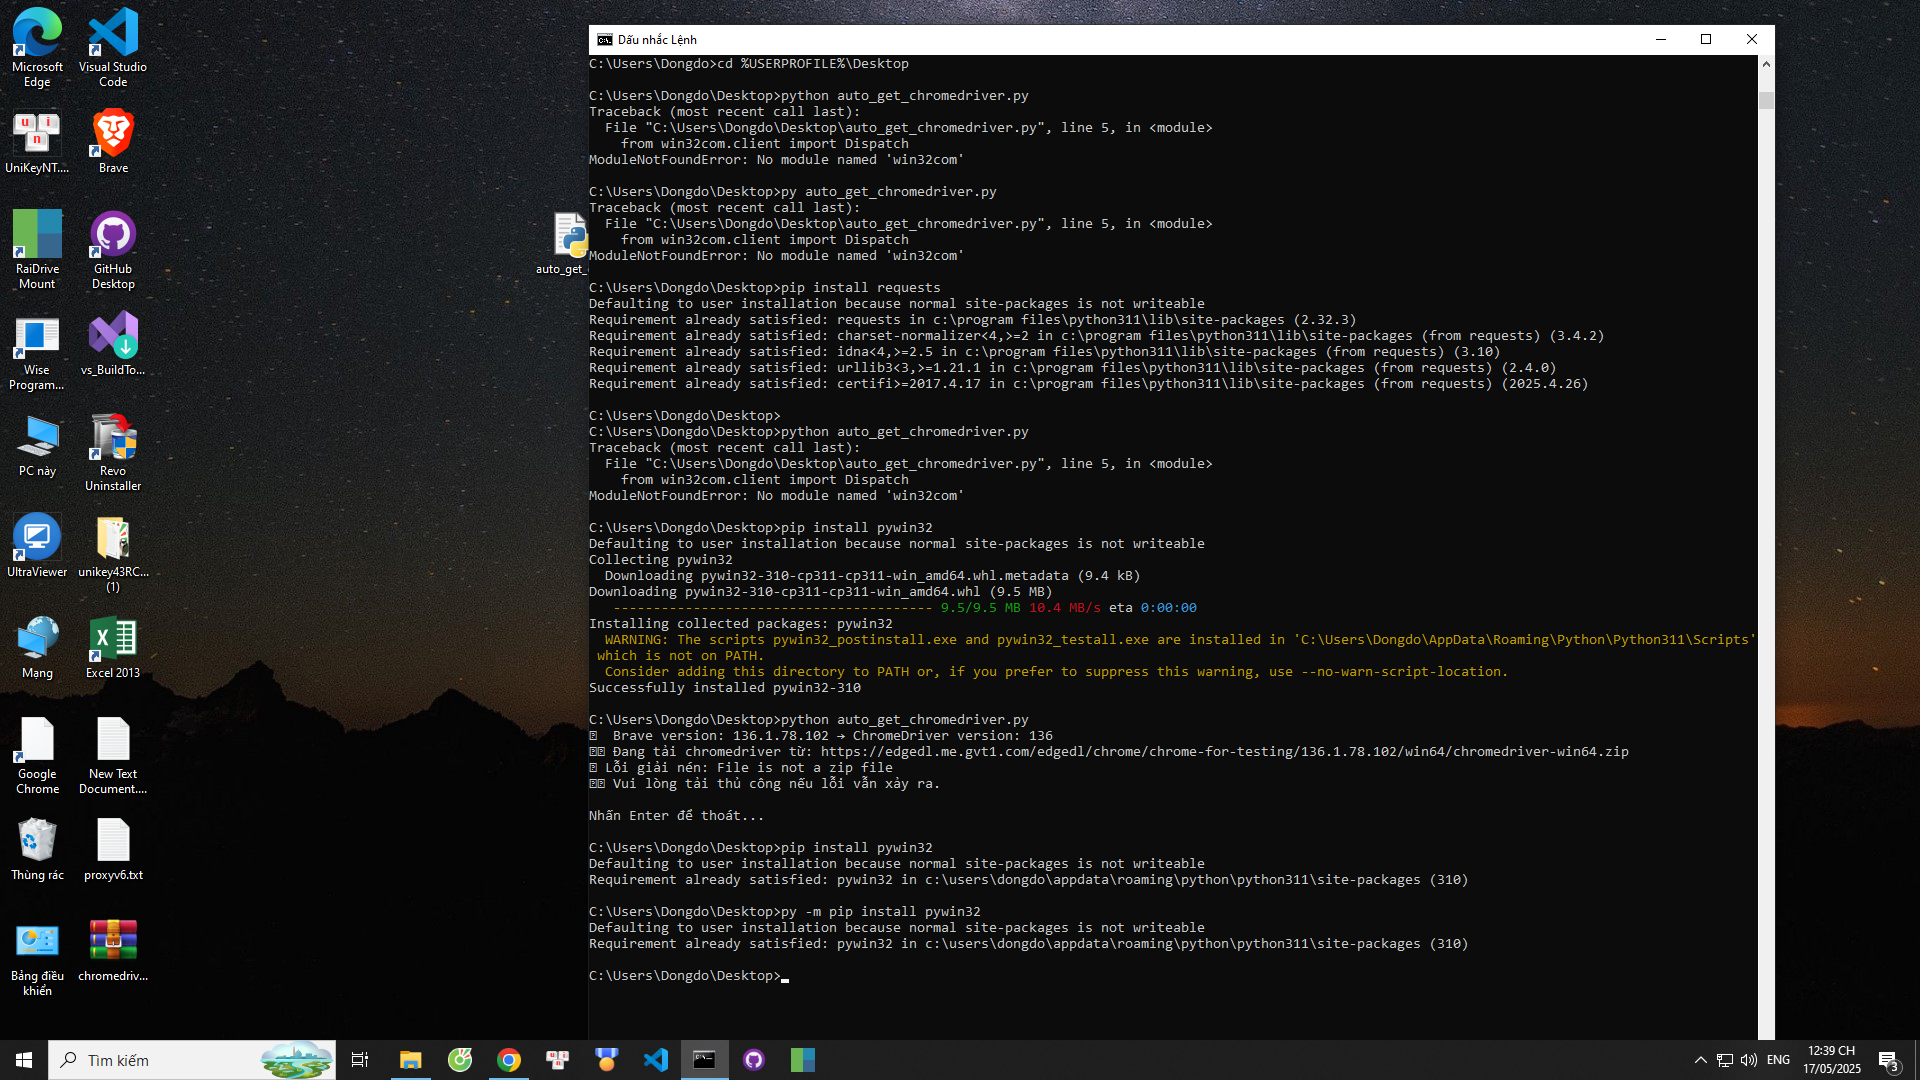 Microsoft
Edge
Visual Studio
Code
UniKeyNT....
Brave
RaiDrive
Mount
GitHub
Desktop
Wise
Program...
vs_BuildTo...
PC này
Revo
Uninstaller
UltraViewer
unikey43RC...
(1)
Mạng
Excel 2013
Google
Chrome
New Text
Document....
Thùng rác
proxyv6.txt
Bảng điều
khiển
chromedriv...
auto_get_
Dấu nhắc Lệnh
C:\Users\Dongdo>cd %USERPROFILE%\Desktop
C:\Users\Dongdo\Desktop>python auto_get_chromedriver.py
Traceback (most recent call last):
File "C:\Users\Dongdo\Desktop\auto_get_chromedriver.py", line 5, in <module>
from win32com.client import Dispatch
ModuleNotFoundError: No module named 'win32com'
C:\Users\Dongdo\Desktop>py auto_get_chromedriver.py
Traceback (most recent call last):
File "C:\Users\Dongdo\Desktop\auto_get_chromedriver.py", line 5, in <module>
from win32com.client import Dispatch
ModuleNotFoundError: No module named 'win32com'
C:\Users\Dongdo\Desktop>pip install requests
Defaulting to user installation because normal site-packages is not writeable
Requirement already satisfied: requests in c:\program files\python311\lib\site-packages (2.32.3)
Requirement already satisfied: charset-normalizer<4,>=2 in c:\program files\python311\lib\site-packages (from requests) (3.4.2)
Requirement already satisfied: idna<4,>=2.5 in c:\program files\python311\lib\site-packages (from requests) (3.10)
Requirement already satisfied: urllib3<3,>=1.21.1 in c:\program files\python311\lib\site-packages (from requests) (2.4.0)
Requirement already satisfied: certifi>=2017.4.17 in c:\program files\python311\lib\site-packages (from requests) (2025.4.26)
C:\Users\Dongdo\Desktop>
C:\Users\Dongdo\Desktop>python auto_get_chromedriver.py
Traceback (most recent call last):
File "C:\Users\Dongdo\Desktop\auto_get_chromedriver.py", line 5, in <module>
from win32com.client import Dispatch
ModuleNotFoundError: No module named 'win32com'
C:\Users\Dongdo\Desktop>pip install pywin32
Defaulting to user installation because normal site-packages is not writeable
Collecting pywin32
Downloading pywin32-310-cp311-cp311-win_amd64.whl.metadata (9.4 kB)
Downloading pywin32-310-cp311-cp311-win_amd64.whl (9.5 MB)
---------------------------------------- 9.5/9.5 MB 10.4 MB/s eta 0:00:00
Installing collected packages: pywin32
WARNING: The scripts pywin32_postinstall.exe and pywin32_testall.exe are installed in 'C:\Users\Dongdo\AppData\Roaming\Python\Python311\Scripts'
which is not on PATH.
Consider adding this directory to PATH or, if you prefer to suppress this warning, use --no-warn-script-location.
Successfully installed pywin32-310
C:\Users\Dongdo\Desktop>python auto_get_chromedriver.py
Brave version: 136.1.78.102 → ChromeDriver version: 136
Đang tải chromedriver từ: https://edgedl.me.gvt1.com/edgedl/chrome/chrome-for-testing/136.1.78.102/win64/chromedriver-win64.zip
Lỗi giải nén: File is not a zip file
Vui lòng tải thủ công nếu lỗi vẫn xảy ra.
Nhấn Enter để thoát...
C:\Users\Dongdo\Desktop>pip install pywin32
Defaulting to user installation because normal site-packages is not writeable
Requirement already satisfied: pywin32 in c:\users\dongdo\appdata\roaming\python\python311\site-packages (310)
C:\Users\Dongdo\Desktop>py -m pip install pywin32
Defaulting to user installation because normal site-packages is not writeable
Requirement already satisfied: pywin32 in c:\users\dongdo\appdata\roaming\python\python311\site-packages (310)
C:\Users\Dongdo\Desktop>
Tìm kiếm
ENG
12:39 CH
17/05/2025
3